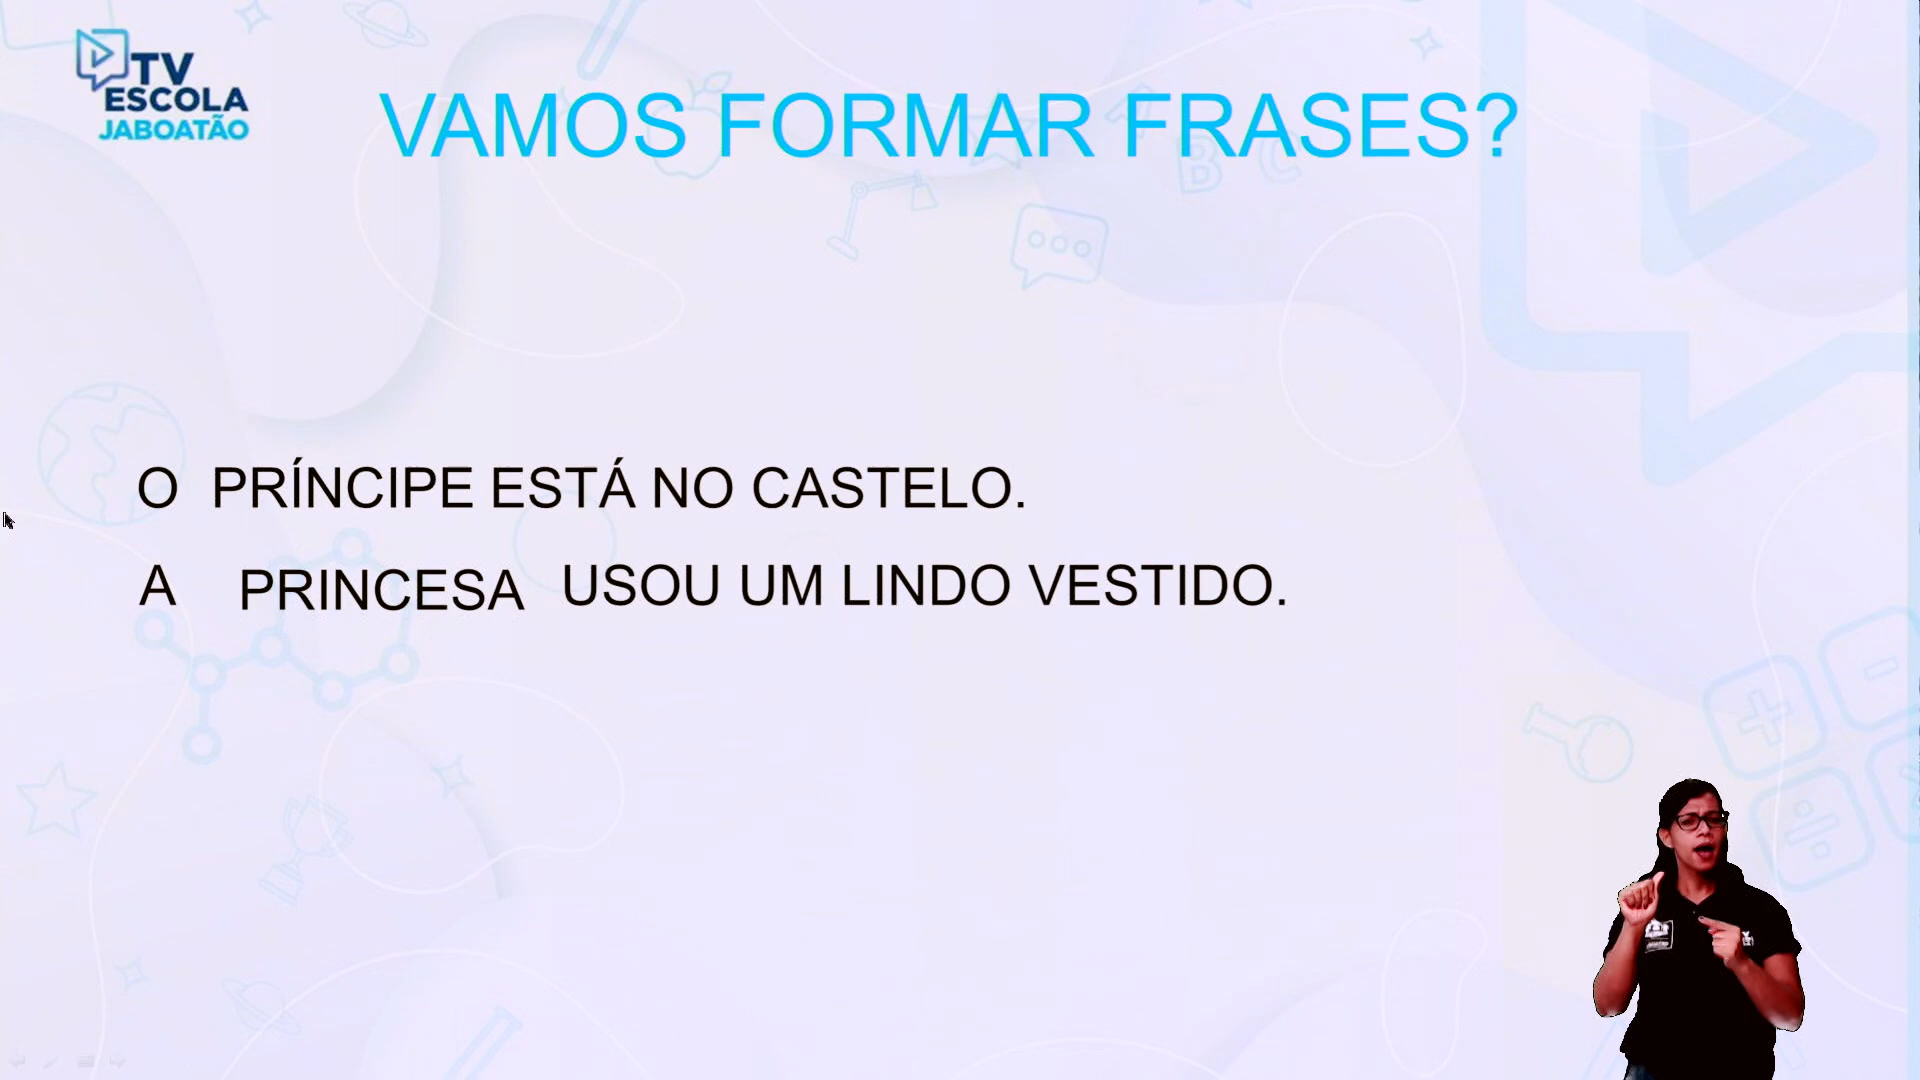 TV
ESCOLA
JABOATÃO
VAMOS FORMAR FRASES?
O PRÍNCIPE ESTÁ NO CASTELO.
A PRINCESA USOU UM LINDO VESTIDO.